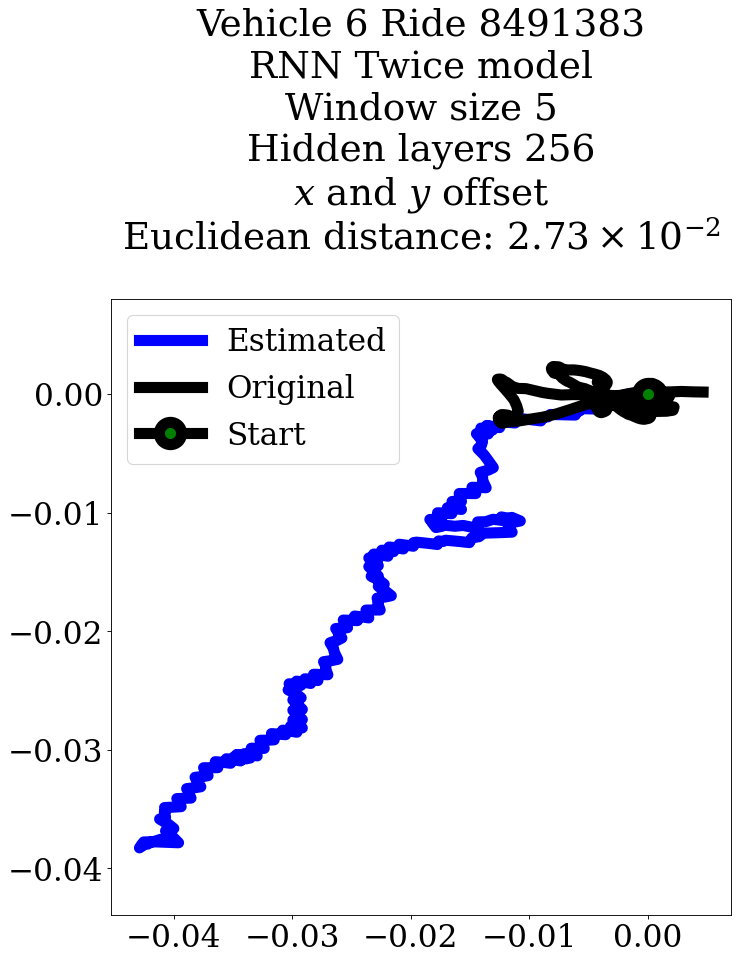 Vehicle 6 Ride 8491383
RNN Twice model
Window size 5
Hidden layers 256
x and y offset
Euclidean distance: 2.73 × 10⁻²
Estimated
Original
Start
0.00
−0.01
−0.02
−0.03
−0.04
−0.04 −0.03 −0.02 −0.01 0.00